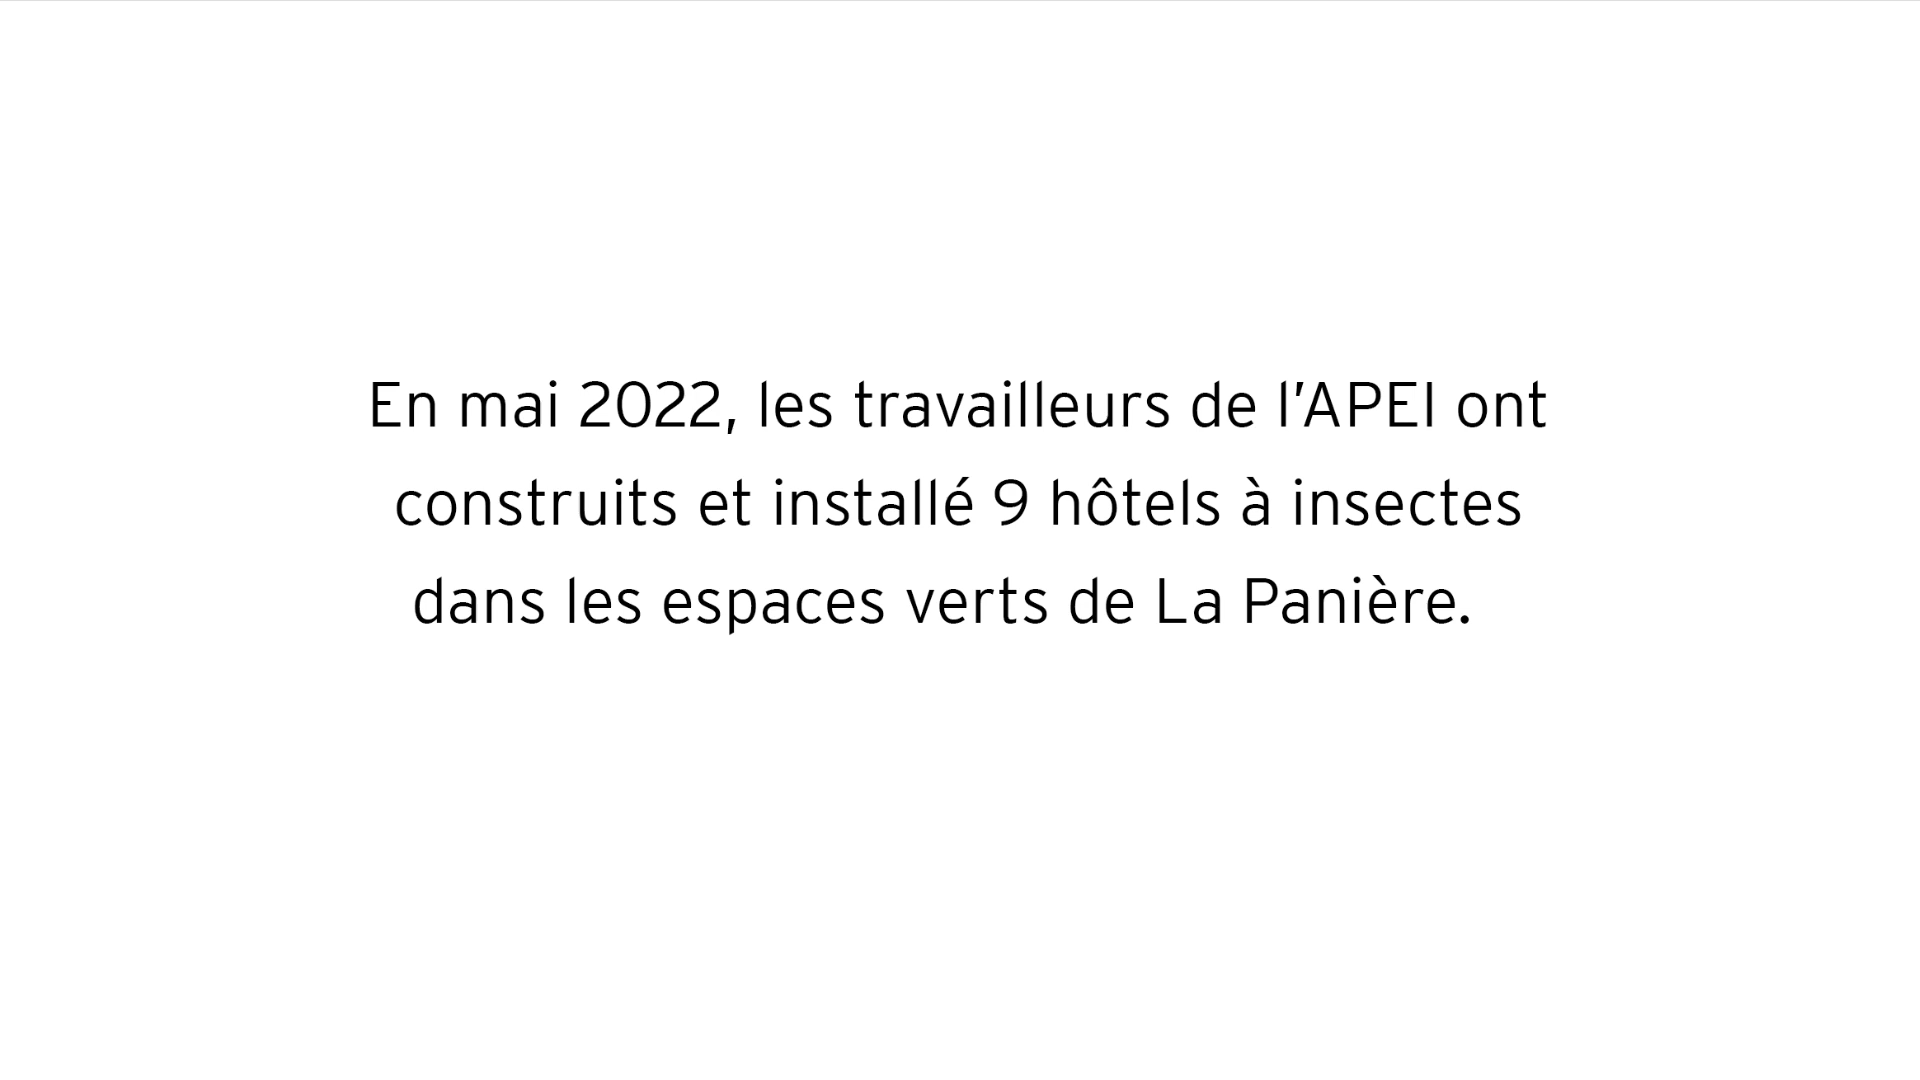 En mai 2022, les travailleurs de l'APEI ont
construits et installé 9 hôtels à insectes
dans les espaces verts de La Panière.